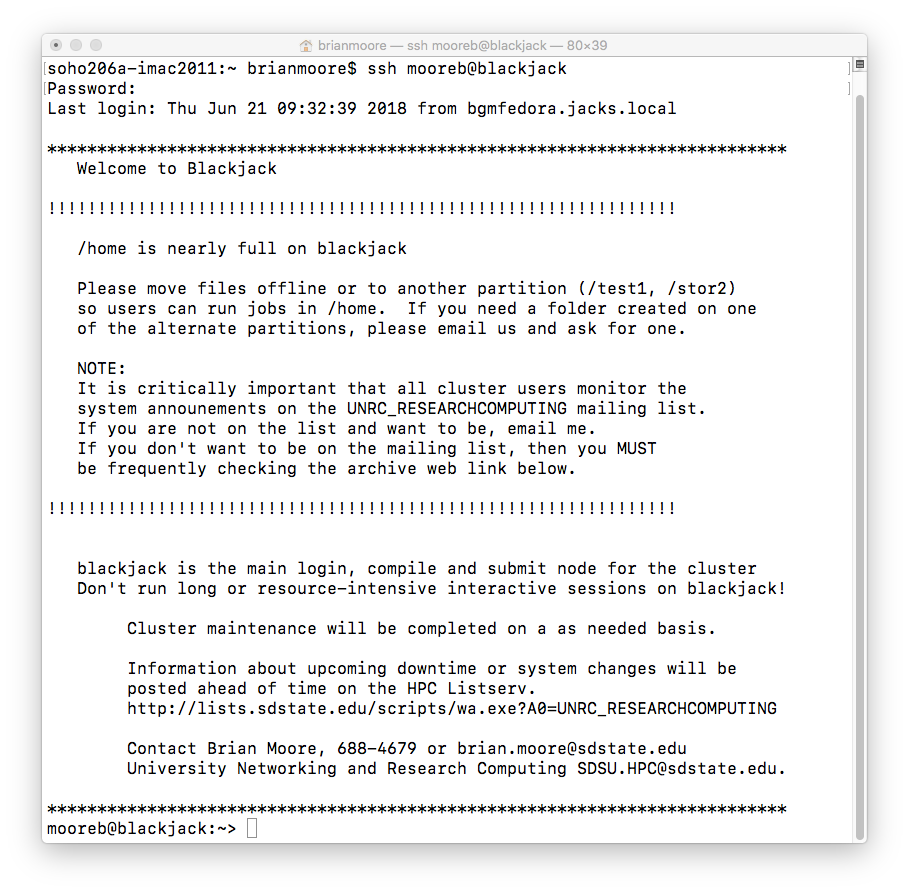 brianmoore — ssh mooreb@blackjack — 80×39
[soho206a-imac2011:~ brianmoore$ ssh mooreb@blackjack ]
[Password: ]
Last login: Thu Jun 21 09:32:39 2018 from bgmfedora.jacks.local
**************************************************************************
Welcome to Blackjack
!!!!!!!!!!!!!!!!!!!!!!!!!!!!!!!!!!!!!!!!!!!!!!!!!!!!!!!!!!!!!!!
/home is nearly full on blackjack
Please move files offline or to another partition (/test1, /stor2)
so users can run jobs in /home.  If you need a folder created on one
of the alternate partitions, please email us and ask for one.
NOTE:
It is critically important that all cluster users monitor the
system announements on the UNRC_RESEARCHCOMPUTING mailing list.
If you are not on the list and want to be, email me.
If you don't want to be on the mailing list, then you MUST
be frequently checking the archive web link below.
!!!!!!!!!!!!!!!!!!!!!!!!!!!!!!!!!!!!!!!!!!!!!!!!!!!!!!!!!!!!!!!
blackjack is the main login, compile and submit node for the cluster
Don't run long or resource-intensive interactive sessions on blackjack!
Cluster maintenance will be completed on a as needed basis.
Information about upcoming downtime or system changes will be
posted ahead of time on the HPC Listserv.
http://lists.sdstate.edu/scripts/wa.exe?A0=UNRC_RESEARCHCOMPUTING
Contact Brian Moore, 688-4679 or brian.moore@sdstate.edu
University Networking and Research Computing SDSU.HPC@sdstate.edu.
**************************************************************************
mooreb@blackjack:~>